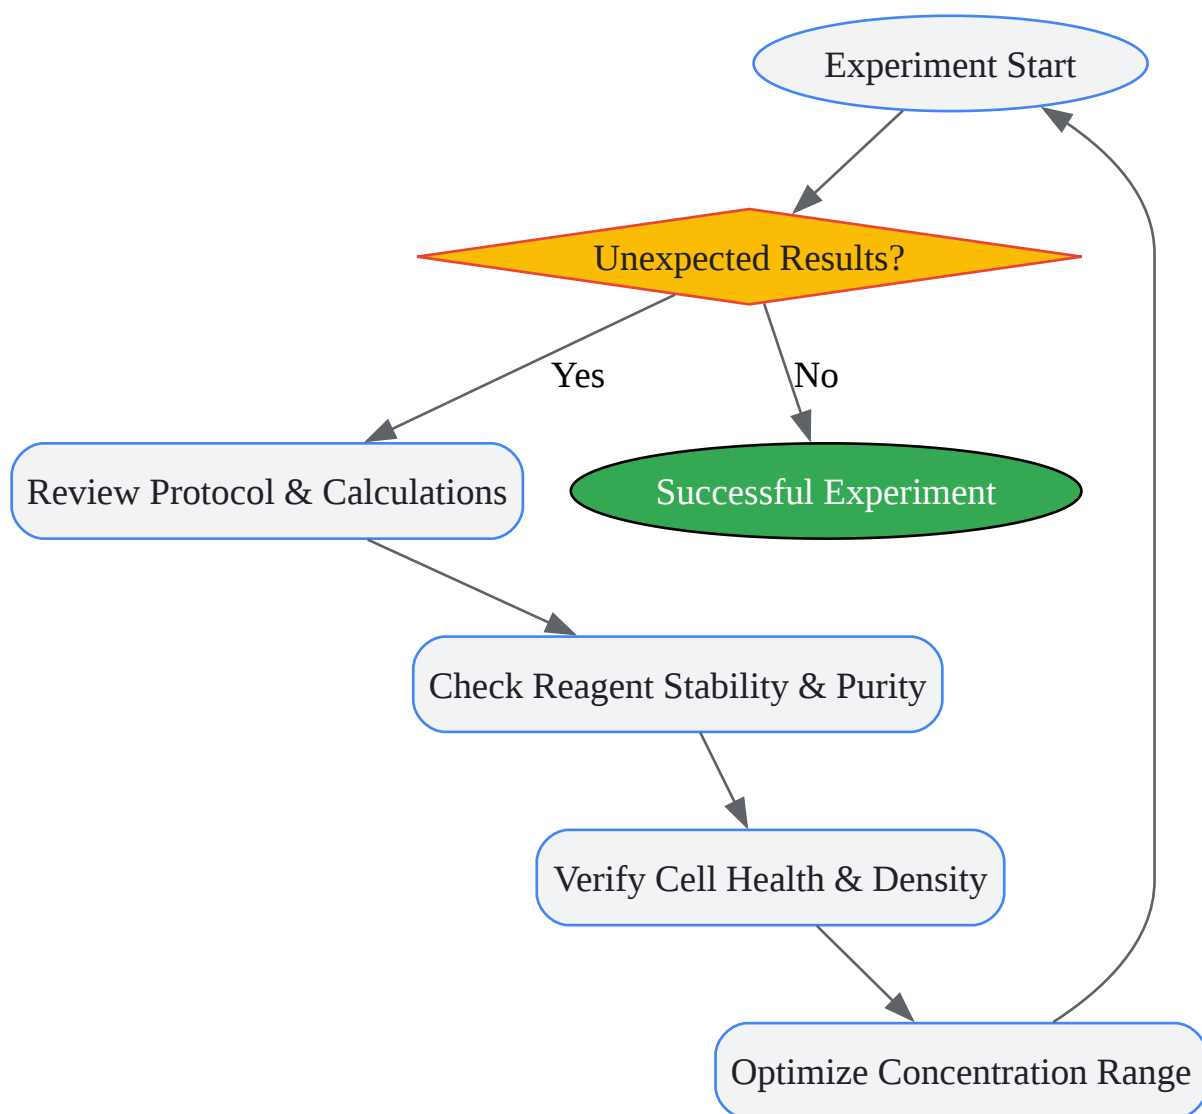 Experiment Start
Unexpected Results?
Yes
No
Review Protocol & Calculations
Successful Experiment
Check Reagent Stability & Purity
Verify Cell Health & Density
Optimize Concentration Range